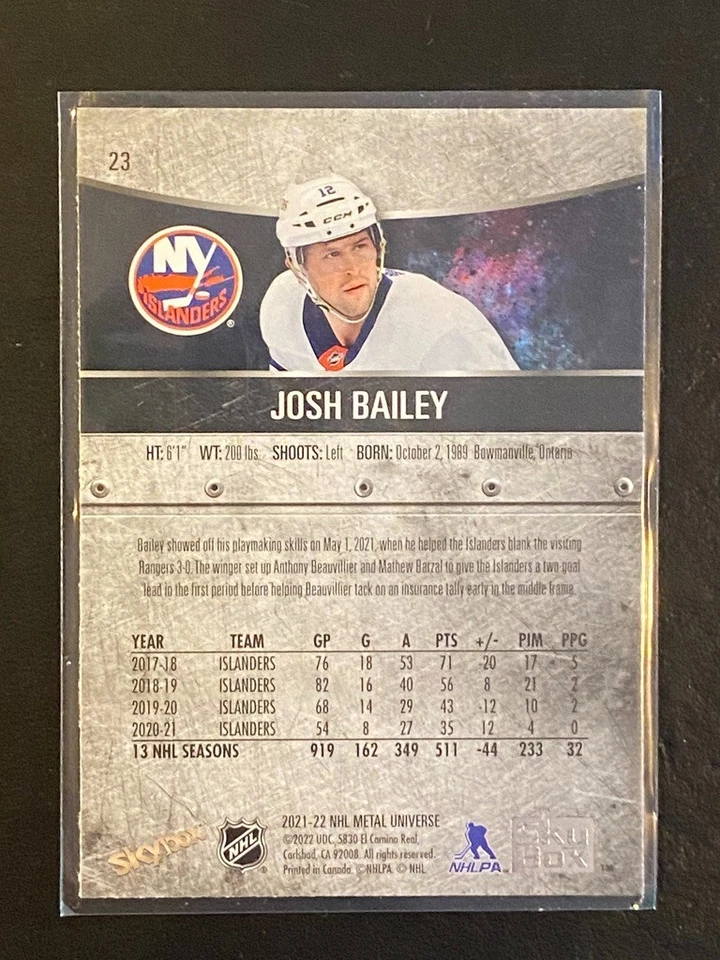 23
12
CCM
NY
ISLANDERS
®
JOSH BAILEY
HT: 6'1" WT: 200 lbs. SHOOTS: Left BORN: October 2, 1989 Bowmanville, Ontario
Bailey showed off his playmaking skills on May 1, 2021, when he helped the Islanders blank the visiting
Rangers 3-0. The winger set up Anthony Beauvillier and Mathew Barzal to give the Islanders a two-goal
lead in the first period before helping Beauvillier tack on an insurance tally early in the middle frame.
YEAR TEAM GP G A PTS +/- PIM PPG
2017-18 ISLANDERS 76 18 53 71 -20 17 5
2018-19 ISLANDERS 82 16 40 56 8 21 2
2019-20 ISLANDERS 68 14 29 43 -12 10 2
2020-21 ISLANDERS 54 8 27 35 12 4 0
13 NHL SEASONS 919 162 349 511 -44 233 32
2021-22 NHL METAL UNIVERSE
©2022 UDC. 5830 El Camino Real,
Carlsbad, CA 92008. All rights reserved.
Printed in Canada. ©NHLPA. © NHL.
SkyBox
NHL
®
NHLPA™
Sky
Box